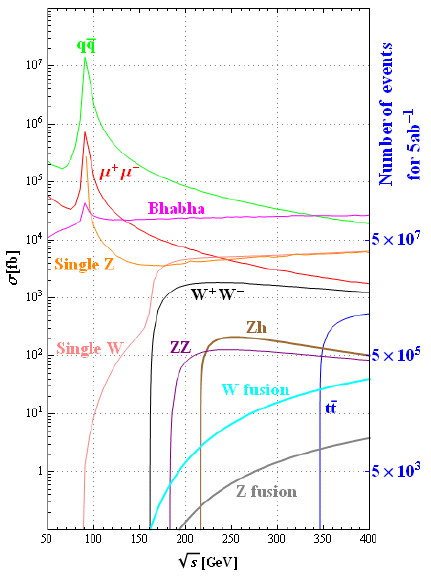 qq̄
10⁷
10⁶
10⁵
10⁴
10³
10²
10¹
1
σ[fb]
μ⁺μ⁻
Bhabha
Single Z
W⁺W⁻
Single W
ZZ
Zh
W fusion
tt̄
Z fusion
Number of events
for 5ab⁻¹
5×10⁷
5×10⁵
5×10³
50 100 150 200 250 300 350 400
√s [GeV]